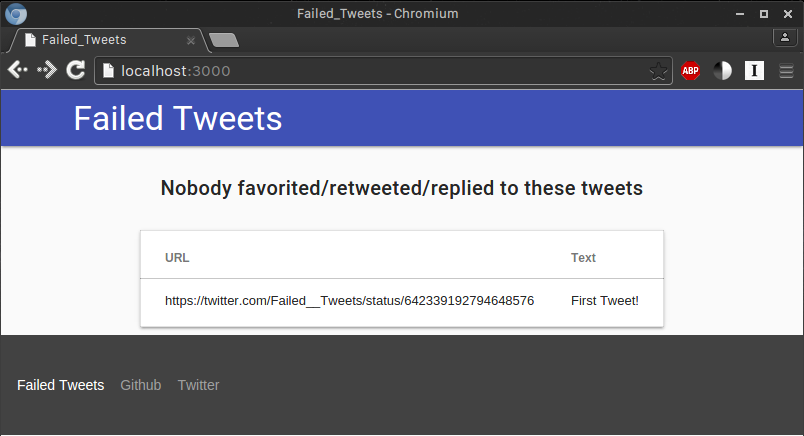 Failed_Tweets - Chromium
Failed_Tweets
localhost:3000
ABP
I
Failed Tweets
Nobody favorited/retweeted/replied to these tweets
URL Text
https://twitter.com/Failed__Tweets/status/642339192794648576 First Tweet!
Failed Tweets Github Twitter